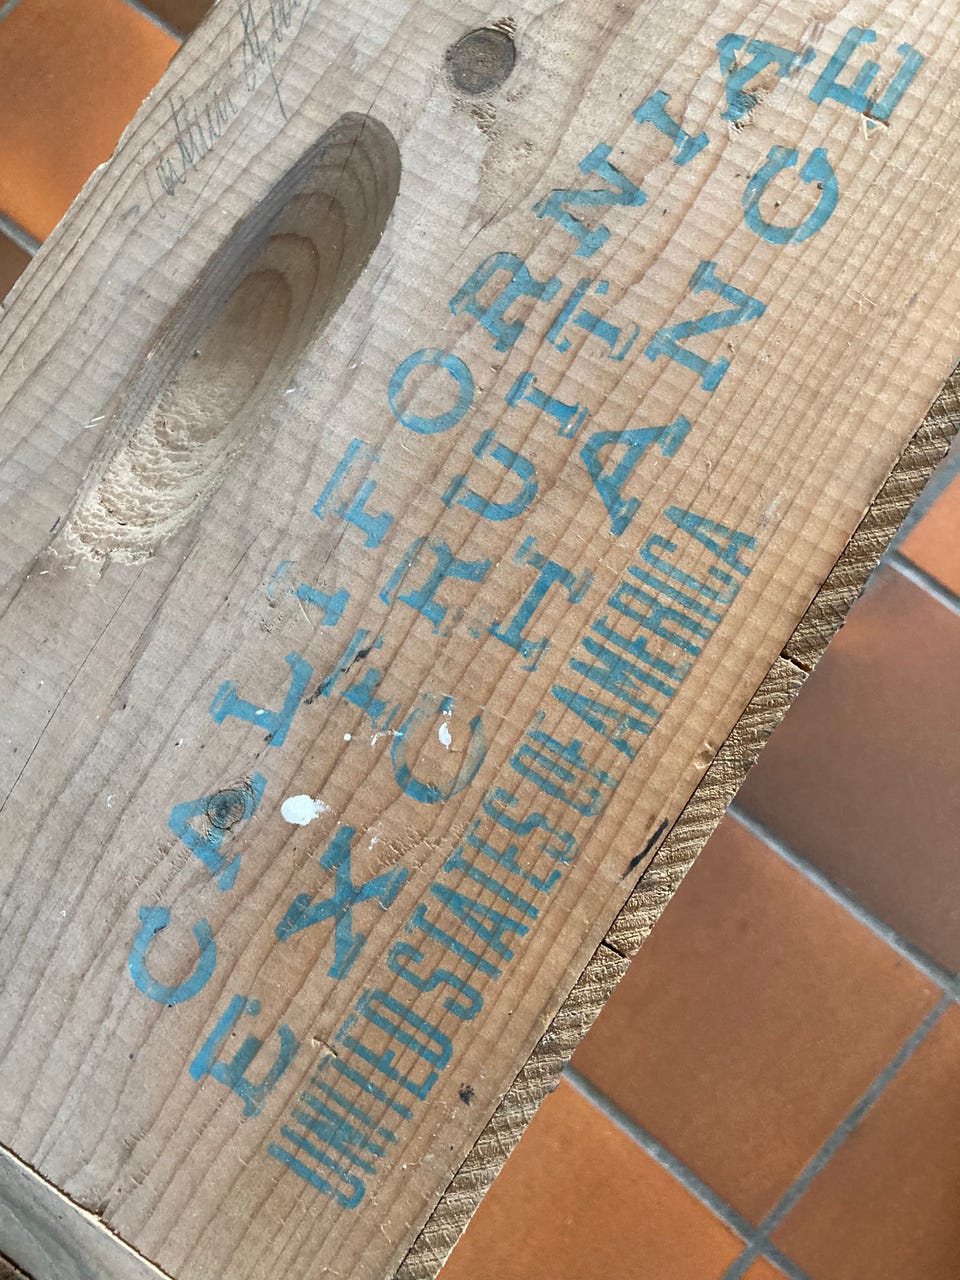 CALIFORNIA
FRUIT
EXCHANGE
UNITED STATES OF AMERICA